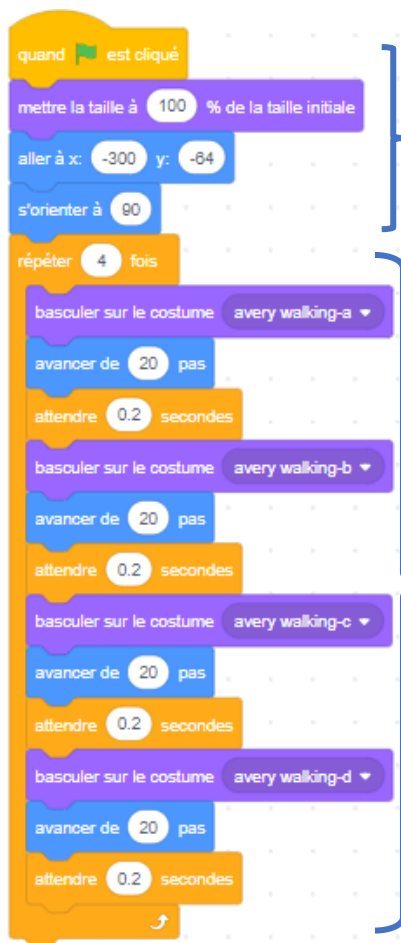 quand est cliqué
mettre la taille à 100 % de la taille initiale
aller à x: -300 y: -64
s'orienter à 90
répéter 4 fois
basculer sur le costume avery walking-a
avancer de 20 pas
attendre 0.2 secondes
basculer sur le costume avery walking-b
avancer de 20 pas
attendre 0.2 secondes
basculer sur le costume avery walking-c
avancer de 20 pas
attendre 0.2 secondes
basculer sur le costume avery walking-d
avancer de 20 pas
attendre 0.2 secondes